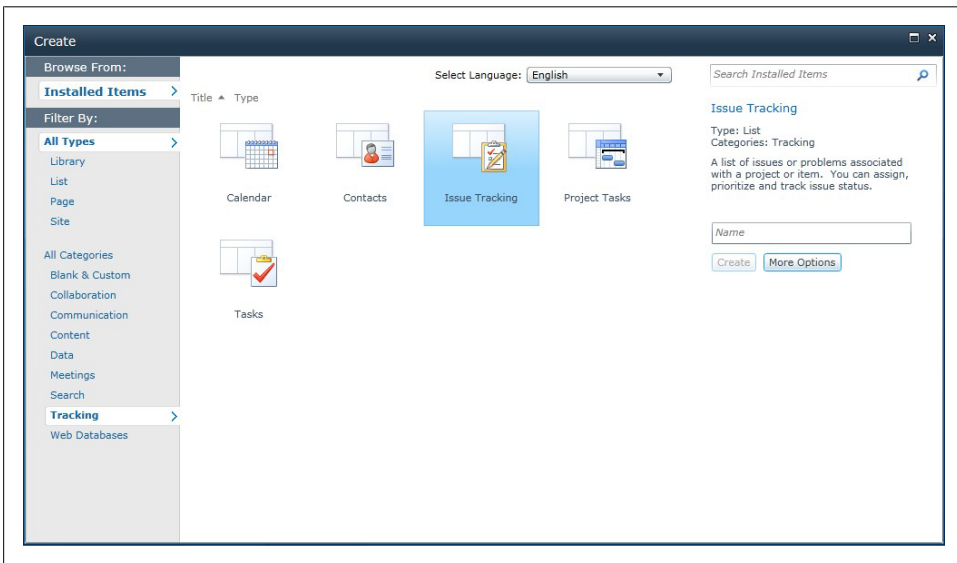 Create
Browse From:
Installed Items
Filter By:
All Types
Library
List
Page
Site
All Categories
Blank & Custom
Collaboration
Communication
Content
Data
Meetings
Search
Tracking
Web Databases
Select Language: English
Title Type
Calendar
Contacts
Issue Tracking
Project Tasks
Tasks
Search Installed Items
Issue Tracking
Type: List
Categories: Tracking
A list of issues or problems associated
with a project or item. You can assign,
prioritize and track issue status.
Name
Create More Options